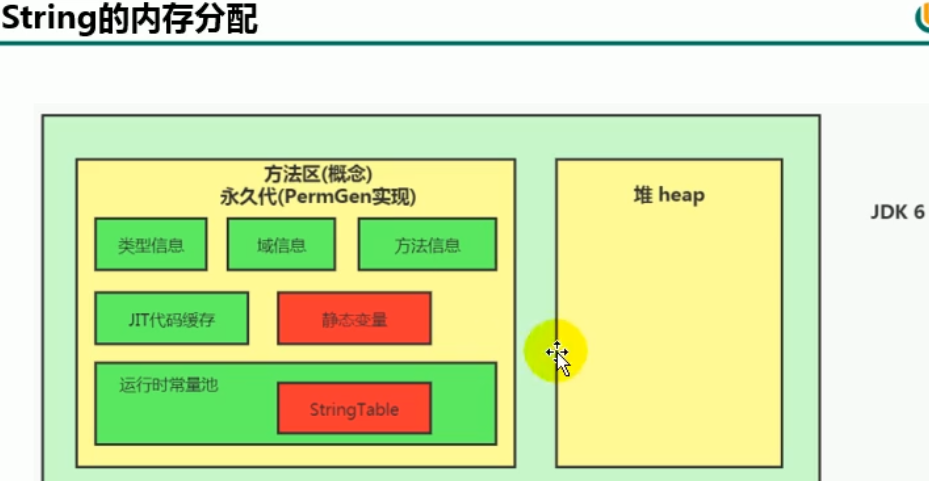 String的内存分配
方法区(概念)
永久代(PermGen实现)
堆 heap
JDK 6
类型信息
域信息
方法信息
JIT代码缓存
静态变量
运行时常量池
StringTable